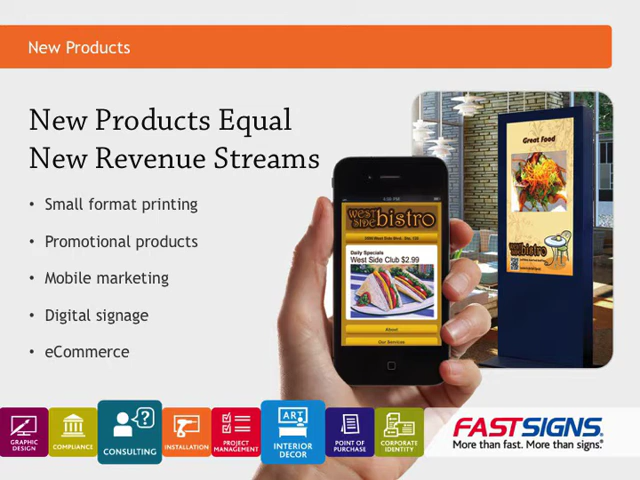 New Products
New Products Equal
New Revenue Streams
• Small format printing
• Promotional products
• Mobile marketing
• Digital signage
• eCommerce
Great Food
bistro
WEST SIDE bistro
Daily Specials
West Side Club $2.99
About
Our Services
GRAPHIC
DESIGN
COMPLIANCE
CONSULTING
INSTALLATION
PROJECT
MANAGEMENT
ART
INTERIOR
DECOR
POINT OF
PURCHASE
CORPORATE
IDENTITY
FASTSIGNS®
More than fast. More than signs.®